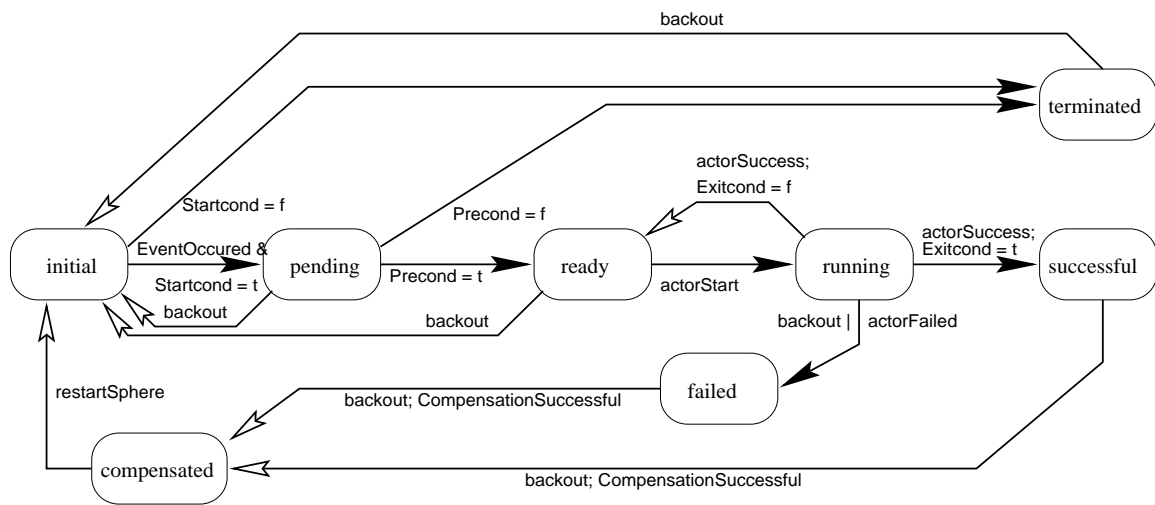 backout
terminated
actorSuccess;
Exitcond = f
Startcond = f
Precond = f
actorSuccess;
Exitcond = t
EventOccured &
initial
pending
ready
running
successful
Startcond = t
Precond = t
actorStart
backout
backout
backout |
actorFailed
restartSphere
failed
backout; CompensationSuccessful
compensated
backout; CompensationSuccessful